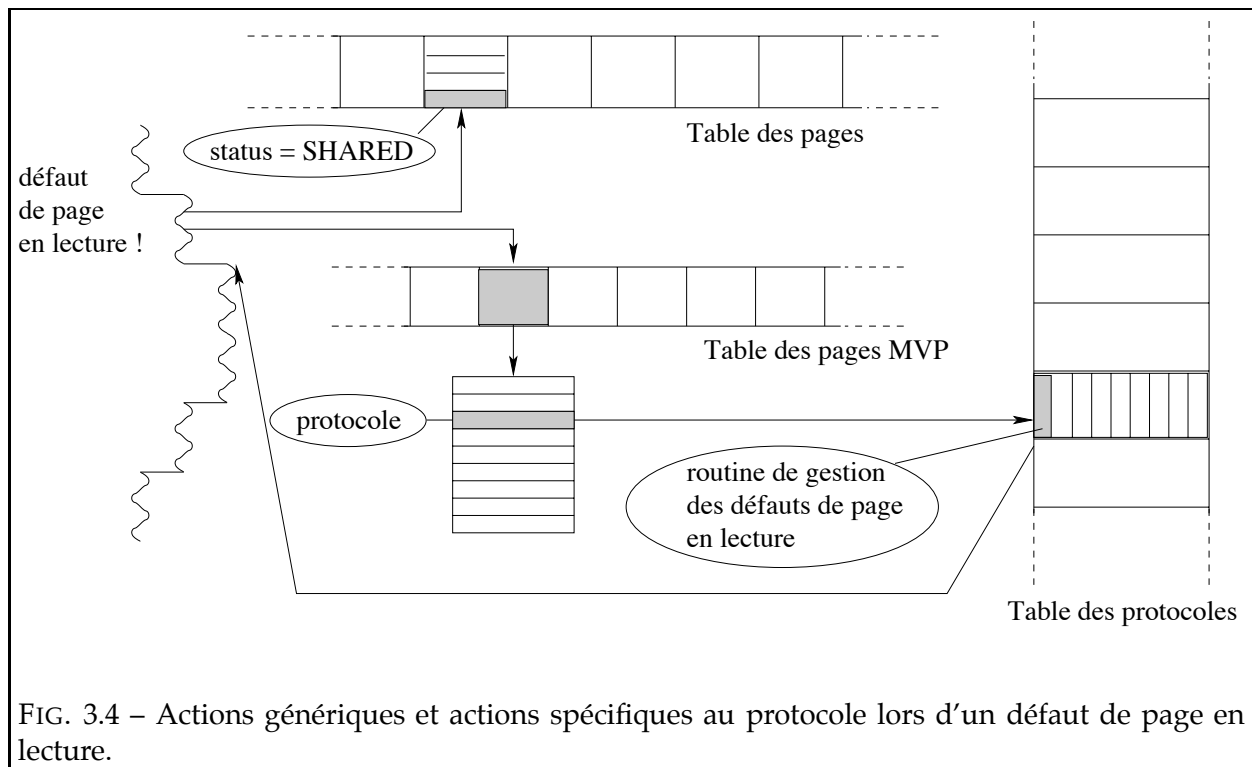 Table des pages
status = SHARED
défaut
de page
en lecture !
Table des pages MVP
protocole
routine de gestion
des défauts de page
en lecture
Table des protocoles
FIG. 3.4 – Actions génériques et actions spécifiques au protocole lors d'un défaut de page en
lecture.